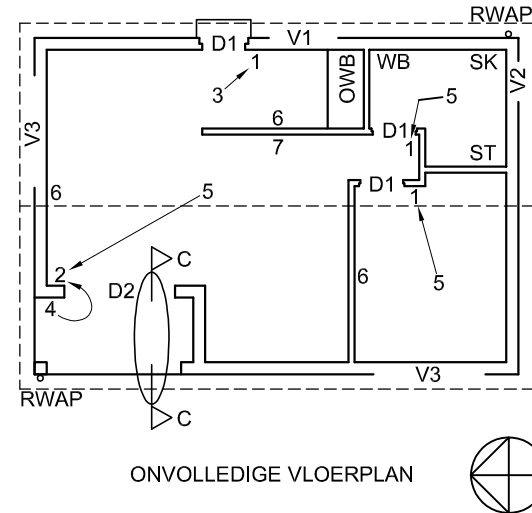 RWAP
D1 V1
1 OWB WB SK V2
3 5
6 D1
V3 7 1 ST
D1
6 5 1
2 C 5
4 D2 6
V3
RWAP
C
ONVOLLEDIGE VLOERPLAN